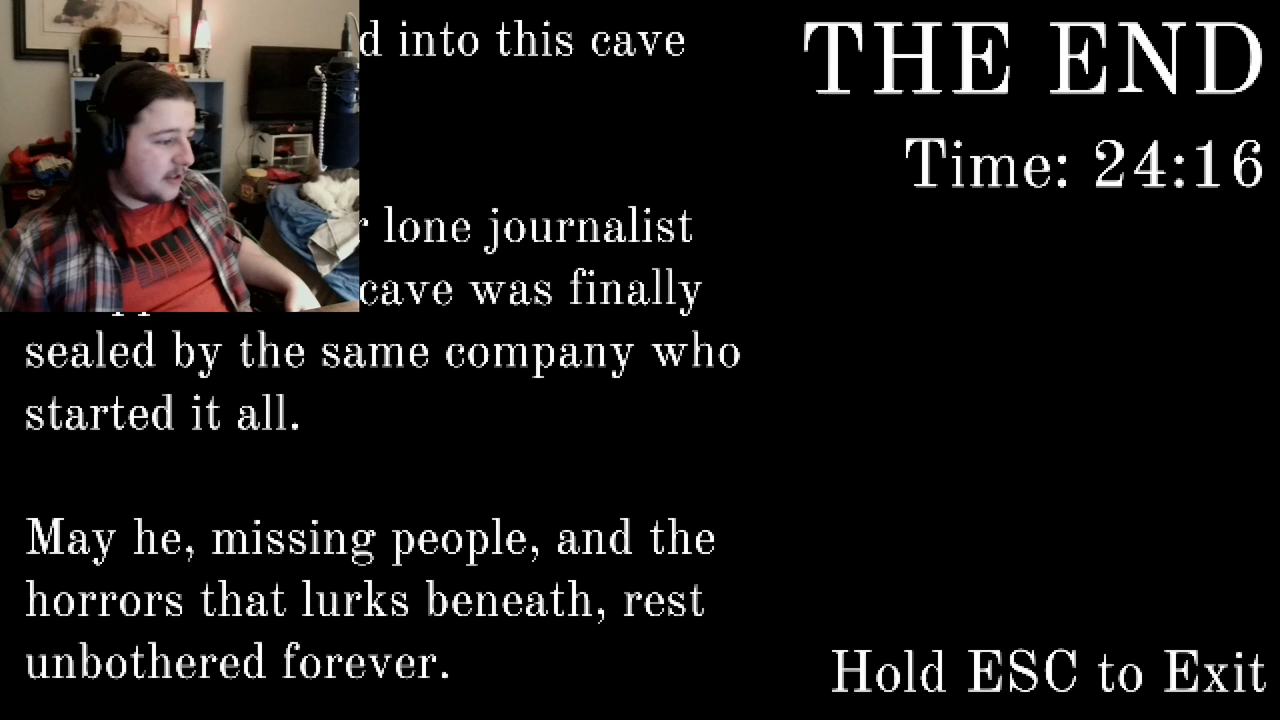 d into this cave
THE END
Time: 24:16
lone journalist
cave was finally
sealed by the same company who
started it all.
May he, missing people, and the
horrors that lurks beneath, rest
unbothered forever.
Hold ESC to Exit